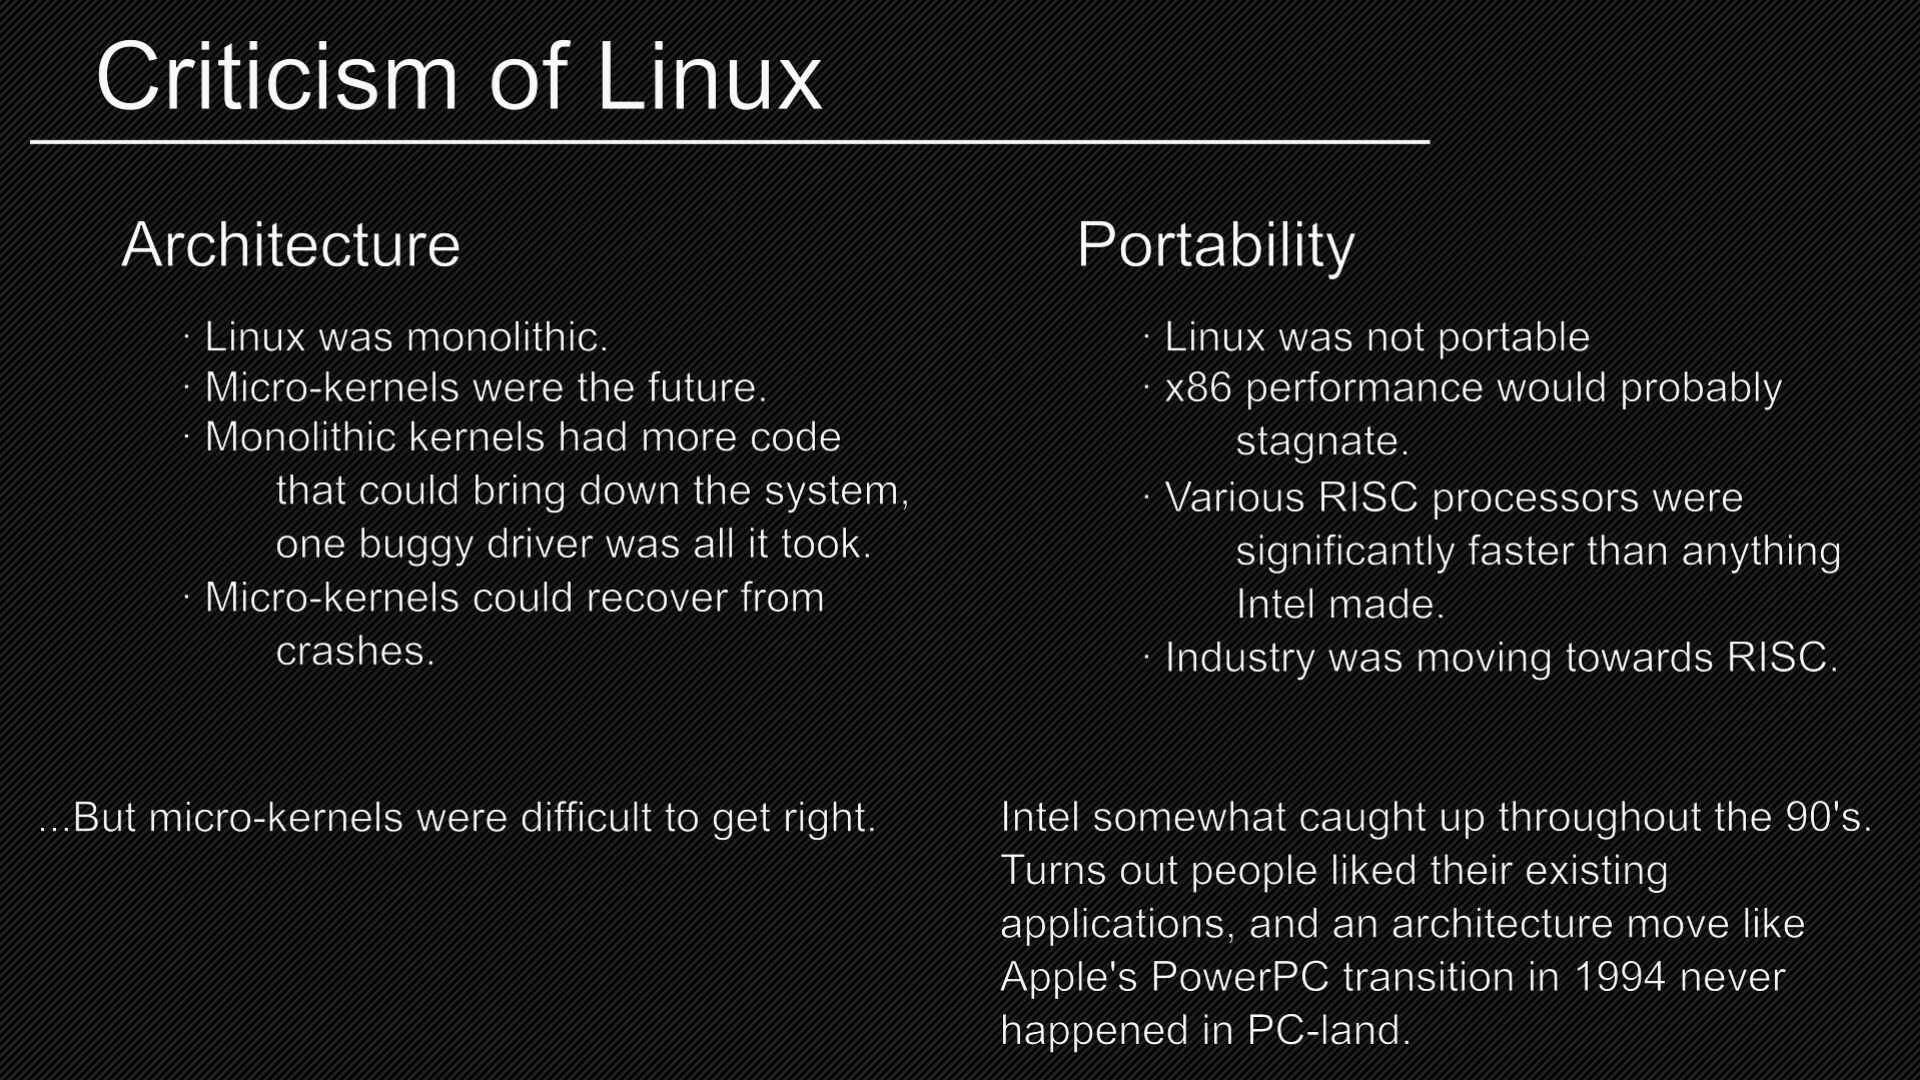 Criticism of Linux
Architecture
· Linux was monolithic.
· Micro-kernels were the future.
· Monolithic kernels had more code
that could bring down the system,
one buggy driver was all it took.
· Micro-kernels could recover from
crashes.
...But micro-kernels were difficult to get right.
Portability
· Linux was not portable
· x86 performance would probably
stagnate.
· Various RISC processors were
significantly faster than anything
Intel made.
· Industry was moving towards RISC.
Intel somewhat caught up throughout the 90's.
Turns out people liked their existing
applications, and an architecture move like
Apple's PowerPC transition in 1994 never
happened in PC-land.